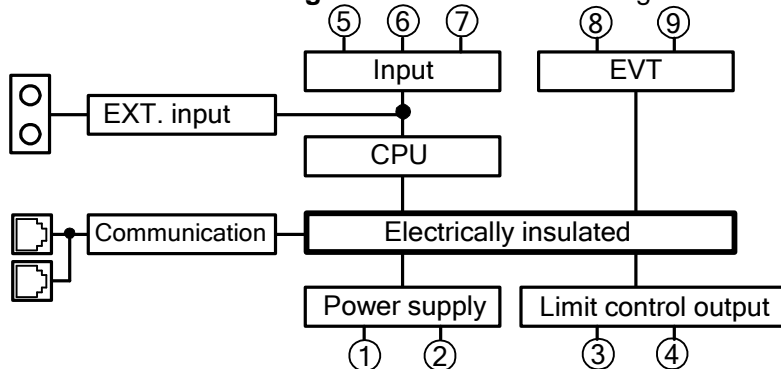 ⑤ ⑥ ⑦ ⑧ ⑨
Input EVT
EXT. input
CPU
Communication Electrically insulated
Power supply Limit control output
① ② ③ ④